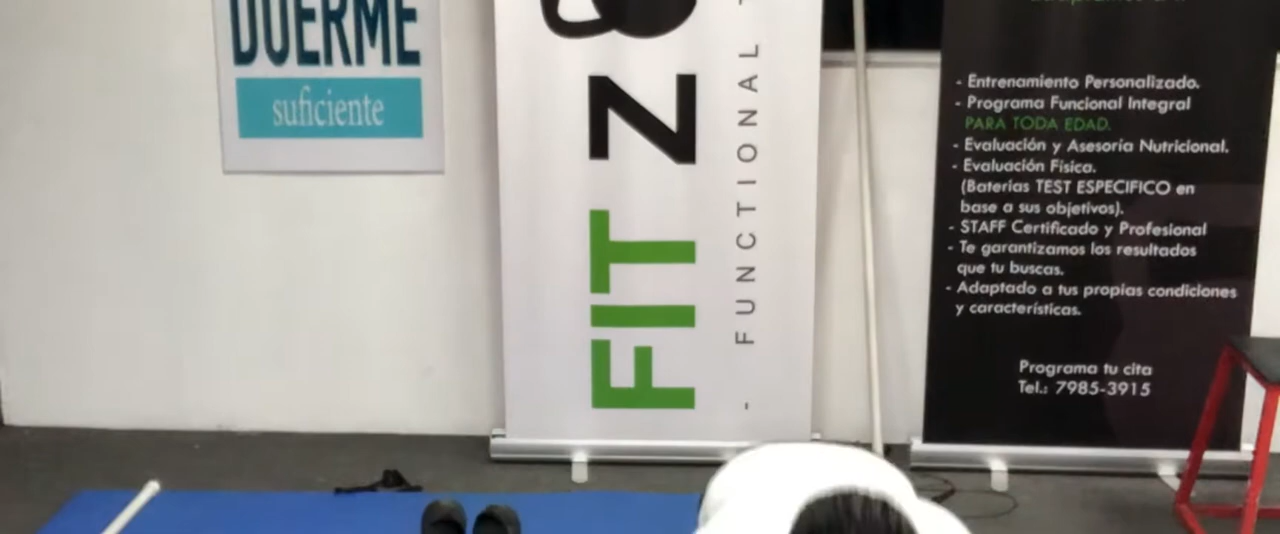 DUERME
suficiente
FIT Z
- FUNCTIONAL
- Entrenamiento Personalizado.
- Programa Funcional Integral
PARA TODA EDAD.
- Evaluación y Asesoría Nutricional.
- Evaluación Física.
(Baterías TEST ESPECIFICO en
base a sus objetivos).
- STAFF Certificado y Profesional
- Te garantizamos los resultados
que tu buscas.
- Adaptado a tus propias condiciones
y características.
Programa tu cita
Tel.: 7985-3915